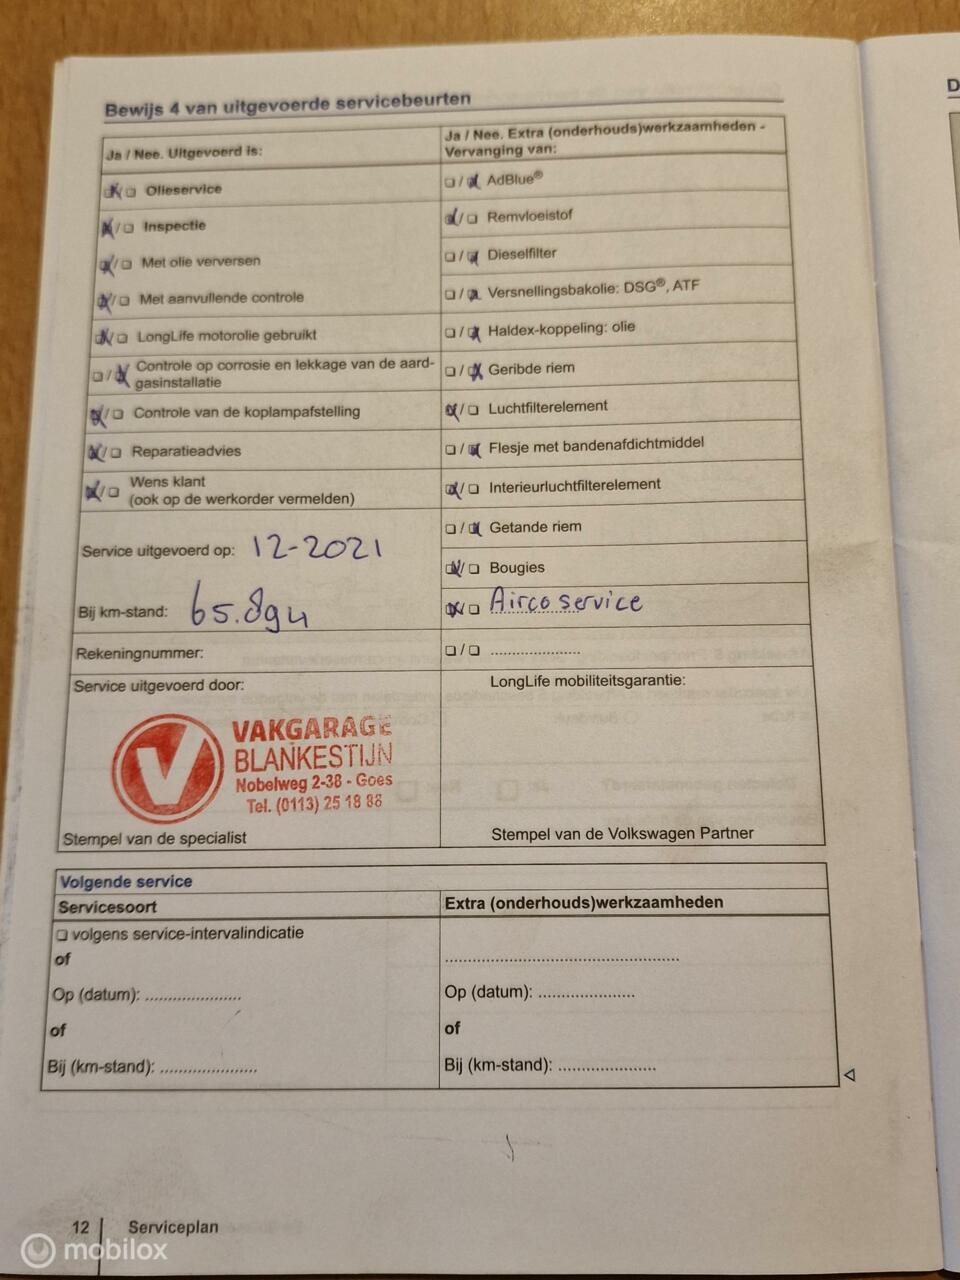 Bewijs 4 van uitgevoerde servicebeurten
Ja / Nee. Uitgevoerd is:
Olieservice
Inspectie
Met olie verversen
Met aanvullende controle
LongLife motorolie gebruikt
Controle op corrosie en lekkage van de aard-
gasinstallatie
Controle van de koplampafstelling
Reparatieadvies
Wens klant
(ook op de werkorder vermelden)
Service uitgevoerd op: 12-2021
Bij km-stand: 65.894
Rekeningnummer:
Ja / Nee. Extra (onderhouds)werkzaamheden -
Vervanging van:
AdBlue®
Remvloeistof
Dieselfilter
Versnellingsbakolie: DSG®, ATF
Haldex-koppeling: olie
Geribde riem
Luchtfilterelement
Flesje met bandenafdichtmiddel
Interieurluchtfilterelement
Getande riem
Bougies
Airco service
Service uitgevoerd door:
VAKGARAGE
BLANKESTIJN
Nobelweg 2-38 - Goes
Tel. (0113) 25 18 88
Stempel van de specialist
LongLife mobiliteitsgarantie:
Stempel van de Volkswagen Partner
Volgende service
Servicesoort
volgens service-intervalindicatie
of
Op (datum): .....................
of
Bij (km-stand): .....................
Extra (onderhouds)werkzaamheden
Op (datum): .....................
of
Bij (km-stand): .....................
12 Serviceplan
mobilox